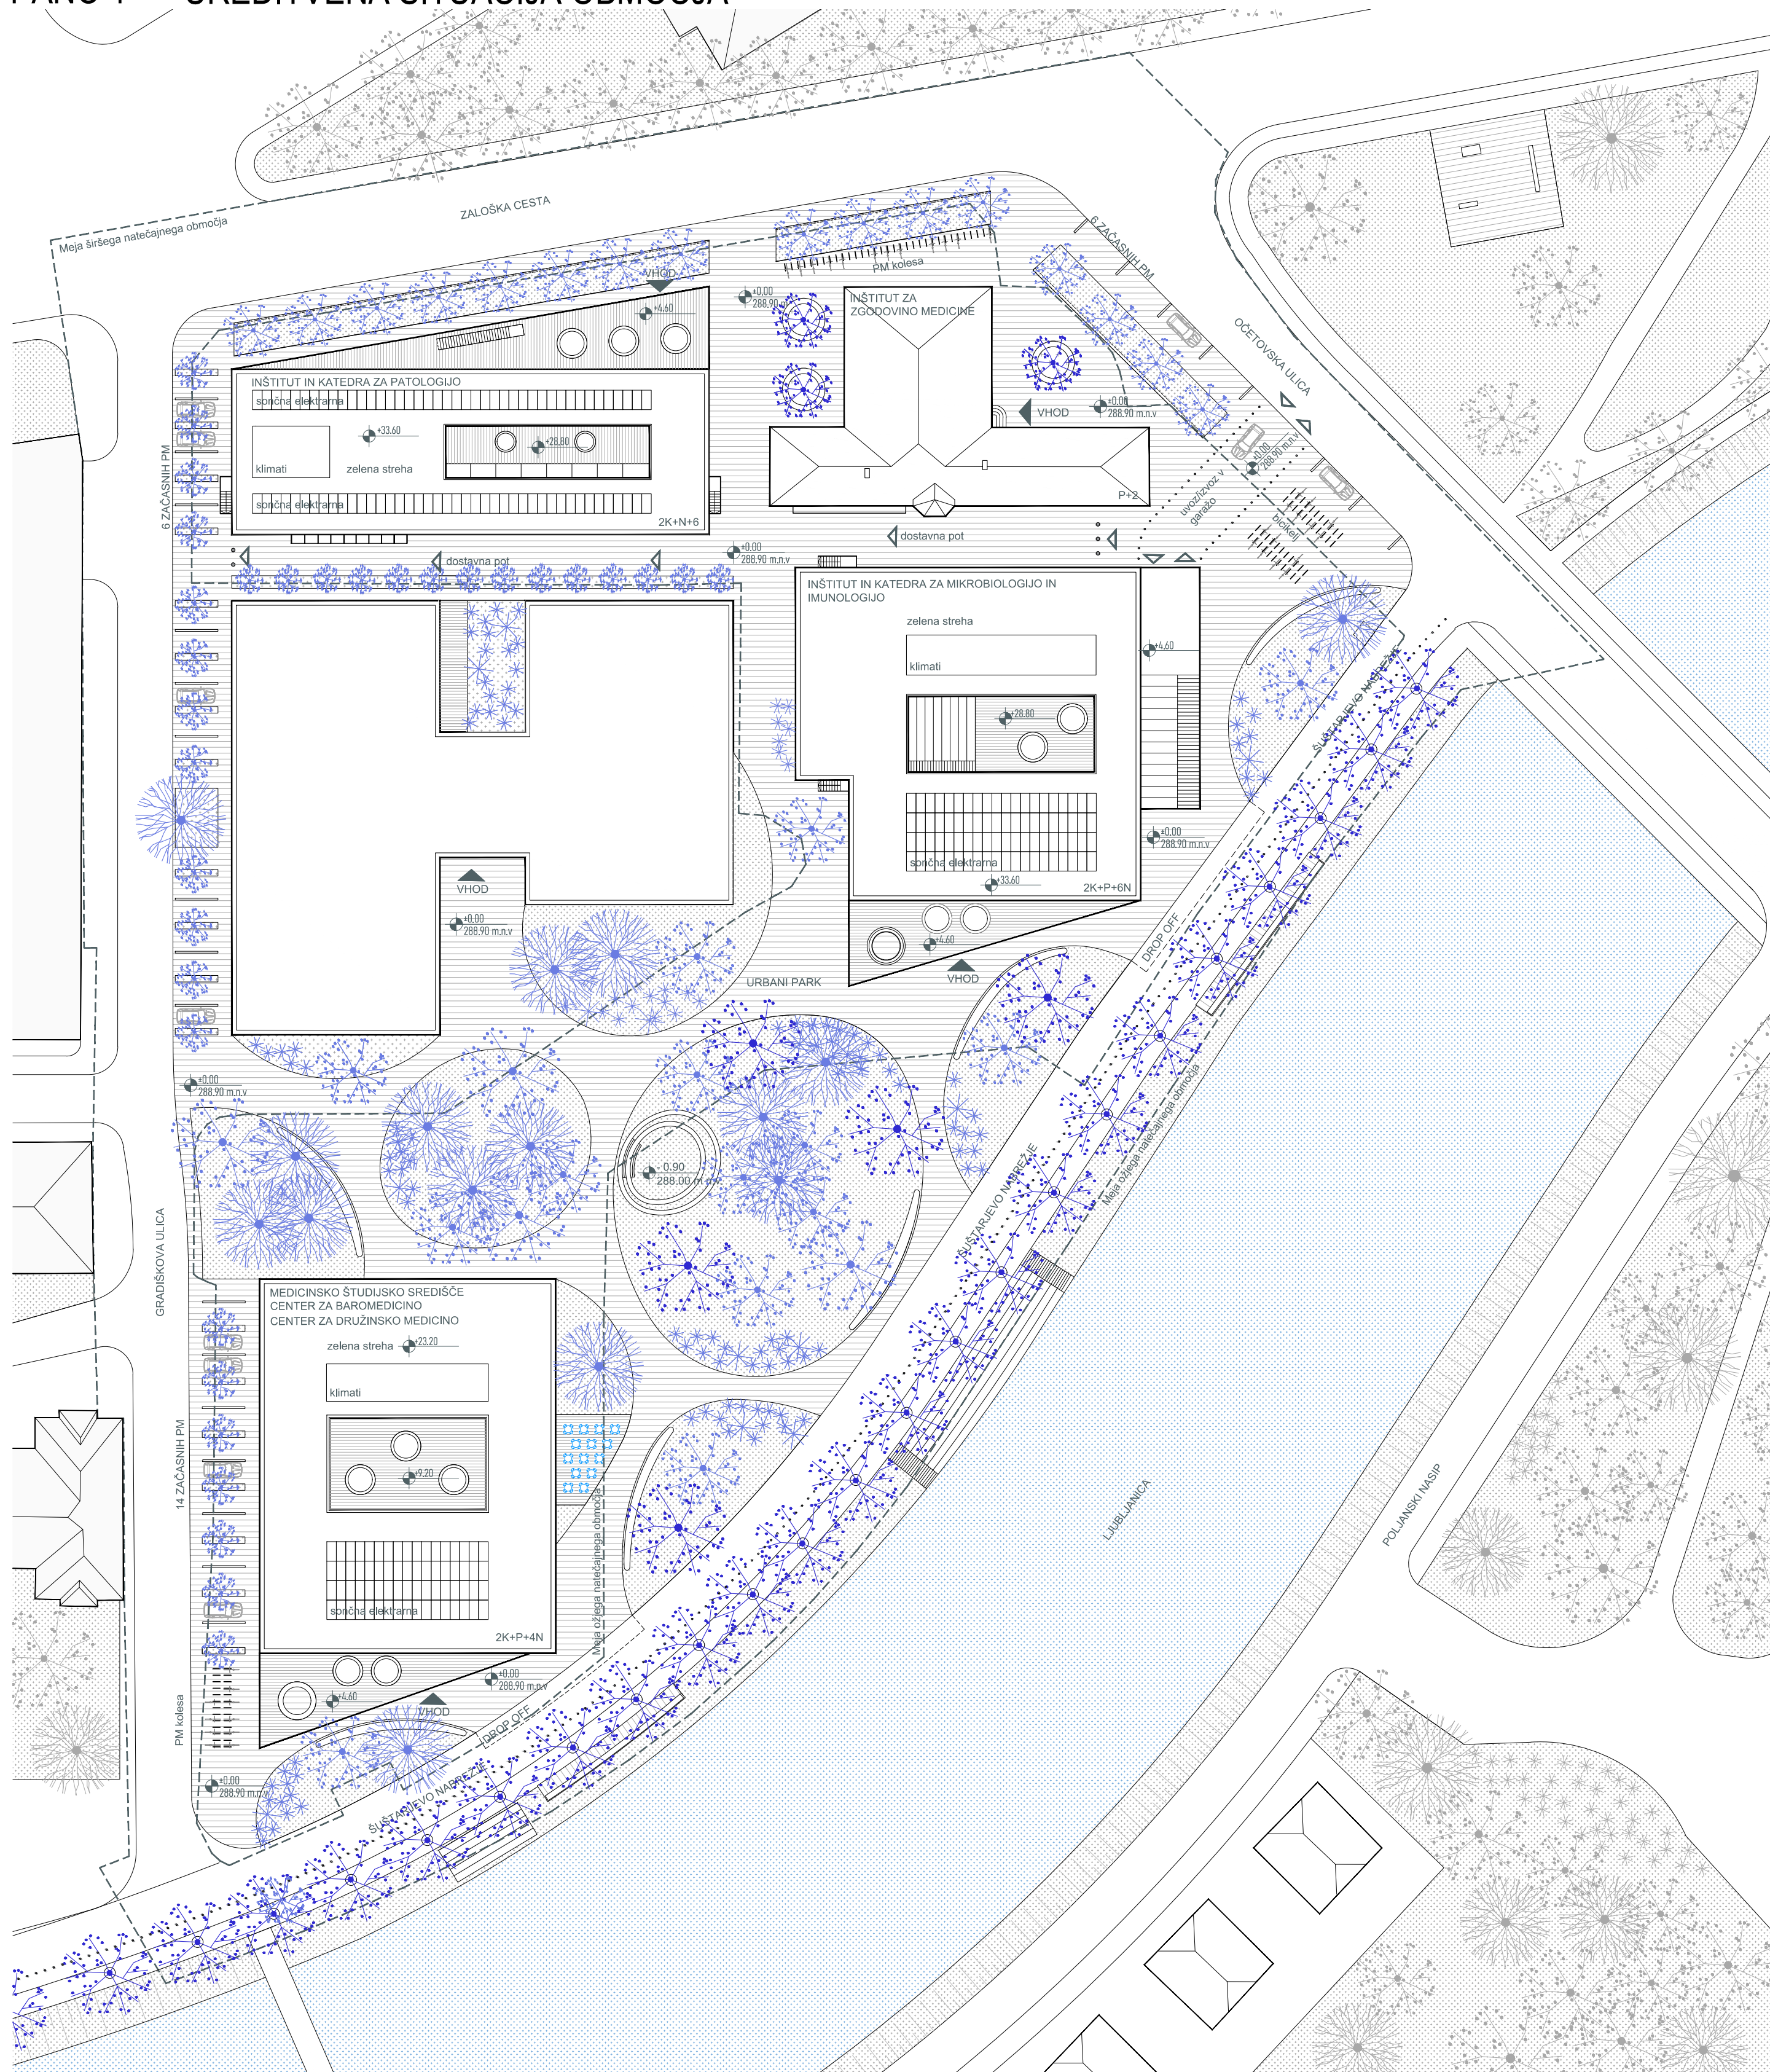 ZALOŠKA CESTA
Meja širšega natečajnega območja
6 ZAČASNIH PM
PM kolesa
VHOD
±0.00
288.90 m.n.v
+4.60
INŠTITUT ZA
ZGODOVINO MEDICINE
OČETOVSKA ULICA
INŠTITUT IN KATEDRA ZA PATOLOGIJO
sončna elektrarna
+33.60
+28.80
klimati
zelena streha
sončna elektrarna
2K+N+6
6 ZAČASNIH PM
VHOD
±0.00
288.90 m.n.v
P+2
uvoz/izvoz v
garažo
±0.00
288.90 m.n.v
bicikelj
dostavna pot
dostavna pot
±0.00
288.90 m.n.v
INŠTITUT IN KATEDRA ZA MIKROBIOLOGIJO IN
IMUNOLOGIJO
zelena streha
klimati
+4.60
+28.80
ŠUŠTARJEVO NABREŽJE
sončna elektrarna
+33.60
2K+P+6N
±0.00
288.90 m.n.v
VHOD
±0.00
288.90 m.n.v
+4.60
VHOD
DROP OFF
URBANI PARK
±0.00
288.90 m.n.v
Meja ožjega natečajnega območja
- 0.90
288.00 m.n.v
ŠUŠTARJEVO NABREŽJE
GRADIŠKOVA ULICA
MEDICINSKO ŠTUDIJSKO SREDIŠČE
CENTER ZA BAROMEDICINO
CENTER ZA DRUŽINSKO MEDICINO
zelena streha
+23.20
klimati
+9.20
14 ZAČASNIH PM
sončna elektrarna
2K+P+4N
Meja ožjega natečajnega območja
LJUBLJANICA
POLJANSKI NASIP
±0.00
288.90 m.n.v
+4.60
VHOD
DROP OFF
PM kolesa
±0.00
288.90 m.n.v
ŠUŠTARJEVO NABREŽJE